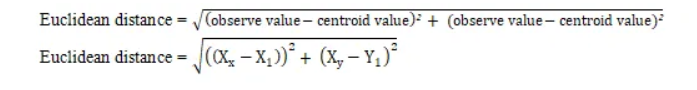 Euclidean distance = √(observe value – centroid value)² + (observe value – centroid value)²
Euclidean distance = √((Xₓ – X₁))² + (Xᵧ – Y₁)²